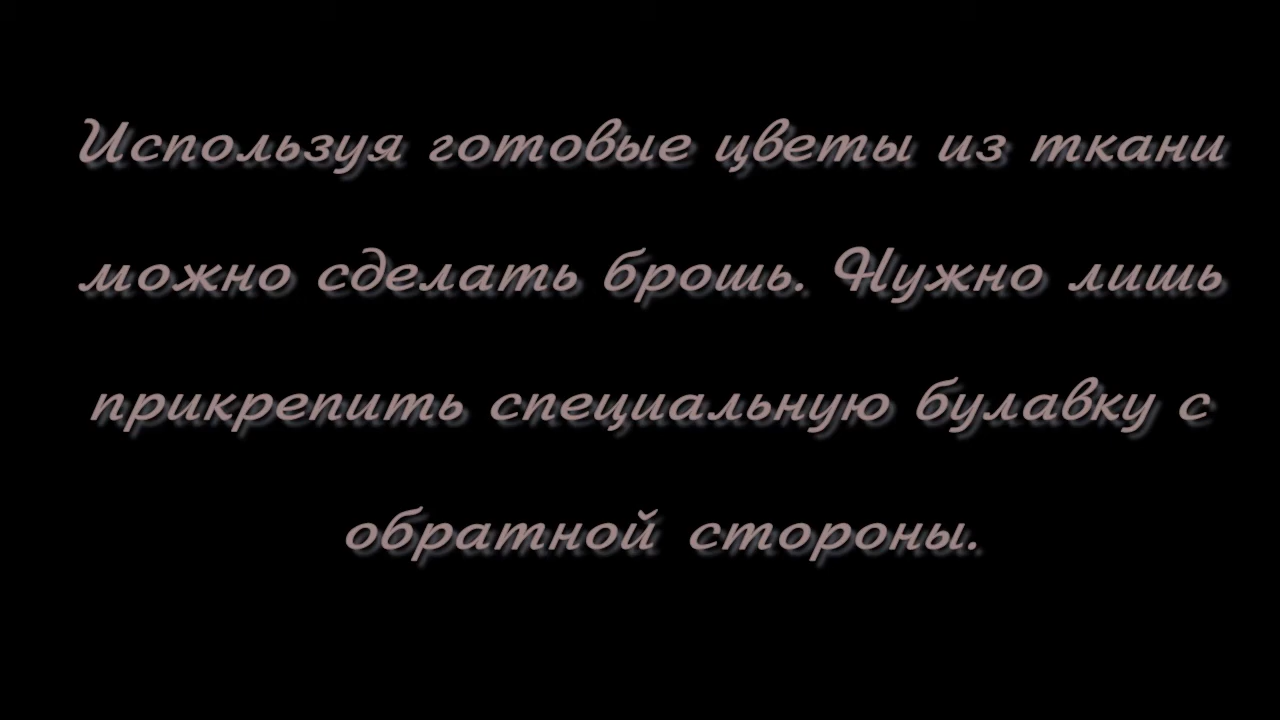 Используя готовые цветы из ткани
можно сделать брошь. Нужно лишь
прикрепить специальную булавку с
обратной стороны.